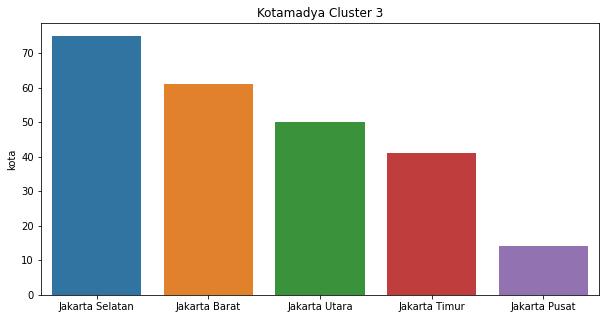 Kotamadya Cluster 3
kota
70
60
50
40
30
20
10
0
Jakarta Selatan
Jakarta Barat
Jakarta Utara
Jakarta Timur
Jakarta Pusat